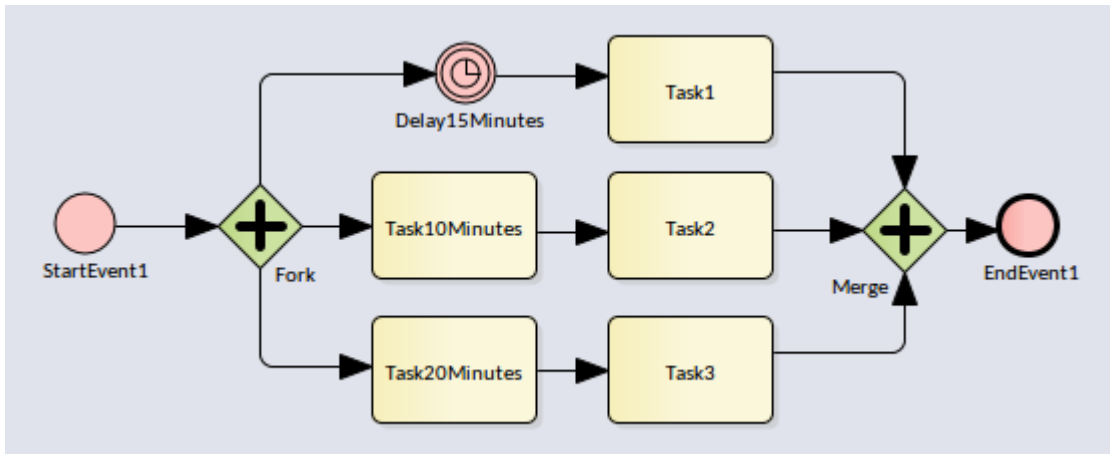 Task1
Delay15Minutes
Task10Minutes
Task2
StartEvent1
Fork
Merge
EndEvent1
Task20Minutes
Task3